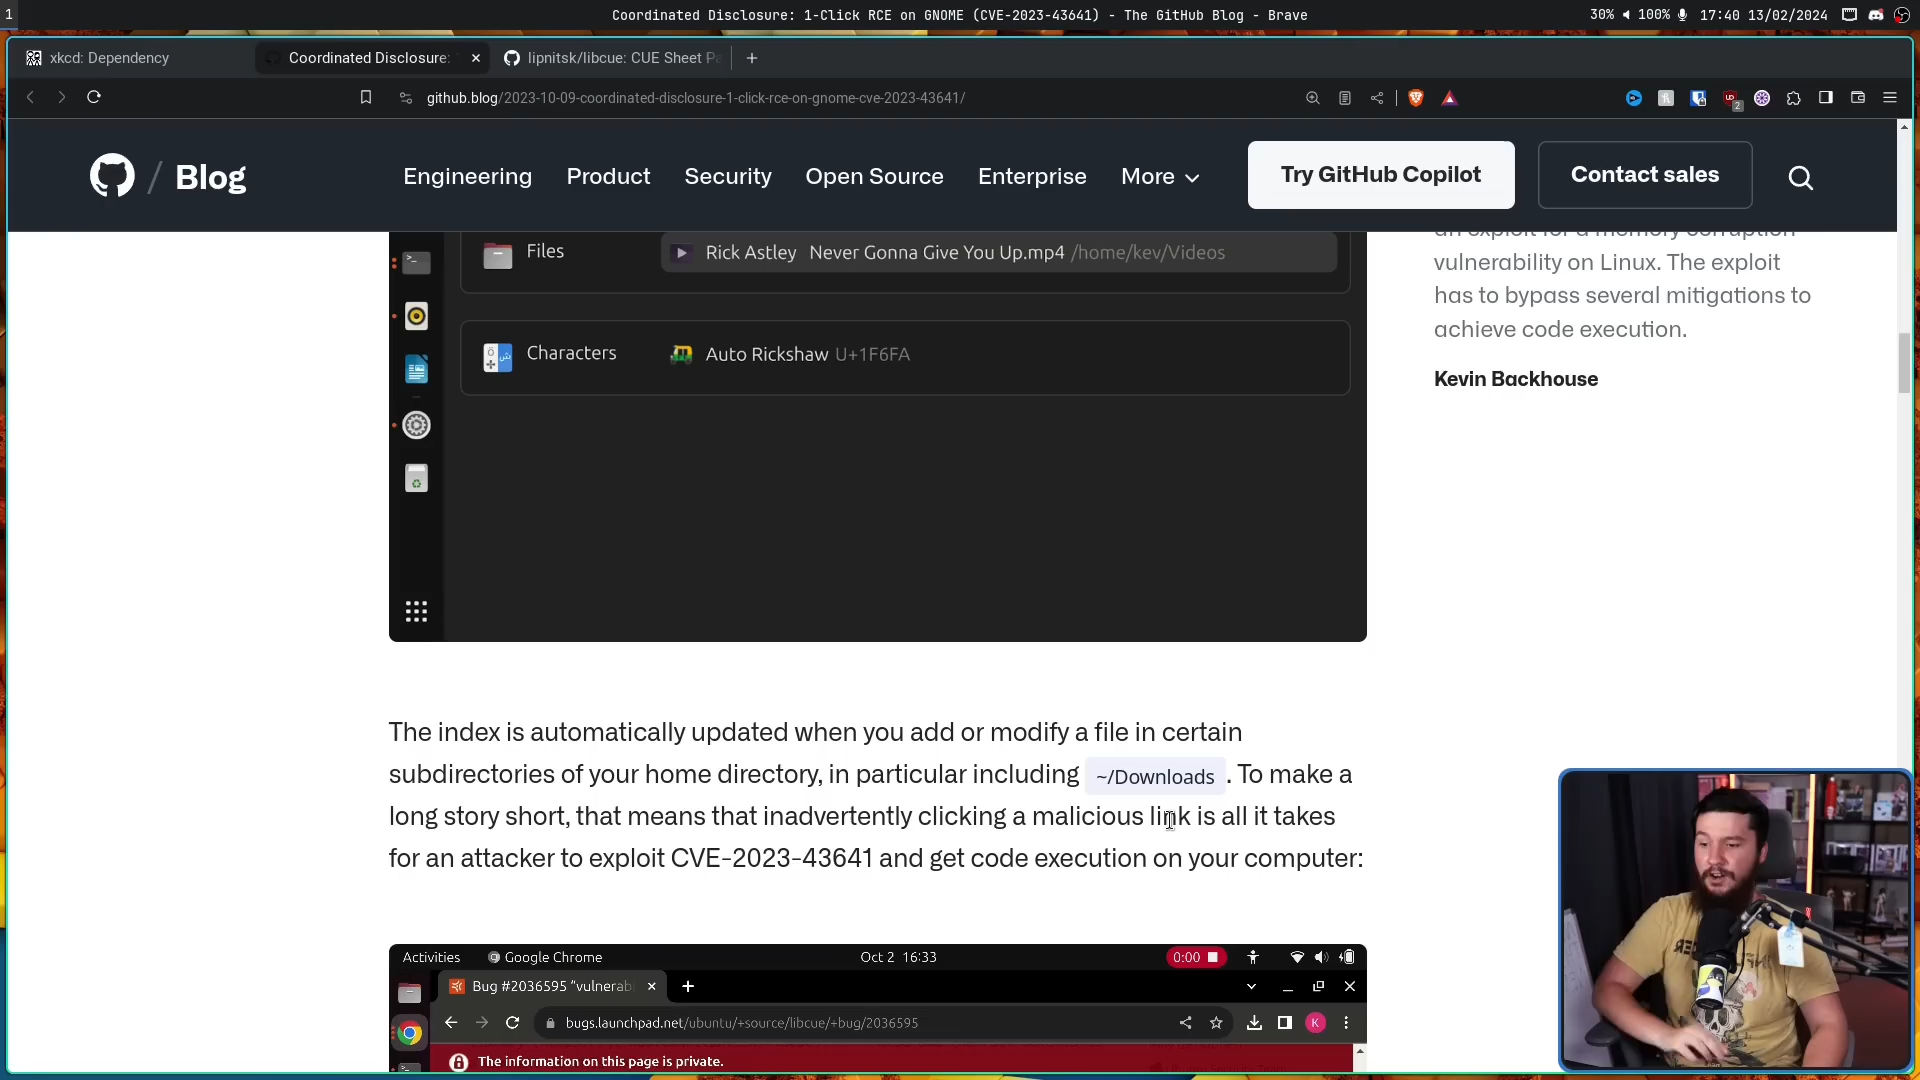 1
Coordinated Disclosure: 1-Click RCE on GNOME (CVE-2023-43641) - The GitHub Blog - Brave
30% 100% 17:40 13/02/2024
xkcd: Dependency
Coordinated Disclosure:
lipnitsk/libcue: CUE Sheet Pa
github.blog/2023-10-09-coordinated-disclosure-1-click-rce-on-gnome-cve-2023-43641/
2
/ Blog
Engineering
Product
Security
Open Source
Enterprise
More
Try GitHub Copilot
Contact sales
Files
Rick Astley Never Gonna Give You Up.mp4 /home/kev/Videos
Characters
Auto Rickshaw U+1F6FA
an exploit for a memory corruption
vulnerability on Linux. The exploit
has to bypass several mitigations to
achieve code execution.
Kevin Backhouse
The index is automatically updated when you add or modify a file in certain
subdirectories of your home directory, in particular including ~/Downloads . To make a
long story short, that means that inadvertently clicking a malicious link is all it takes
for an attacker to exploit CVE-2023-43641 and get code execution on your computer:
Activities
Google Chrome
Oct 2 16:33
0:00
Bug #2036595 "vulnerab
bugs.launchpad.net/ubuntu/+source/libcue/+bug/2036595
K
The information on this page is private.